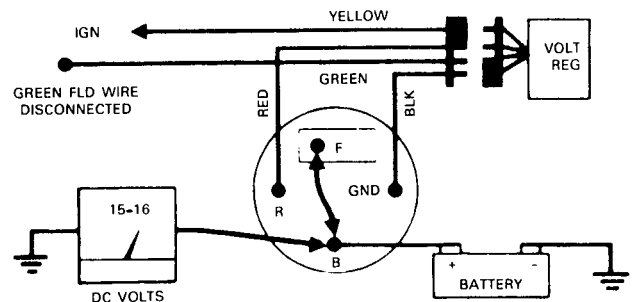 YELLOW
IGN
VOLT
REG
GREEN
GREEN FLD WIRE
DISCONNECTED
RED
BLK
F
R
GND
B
15-16
DC VOLTS
+ -
BATTERY